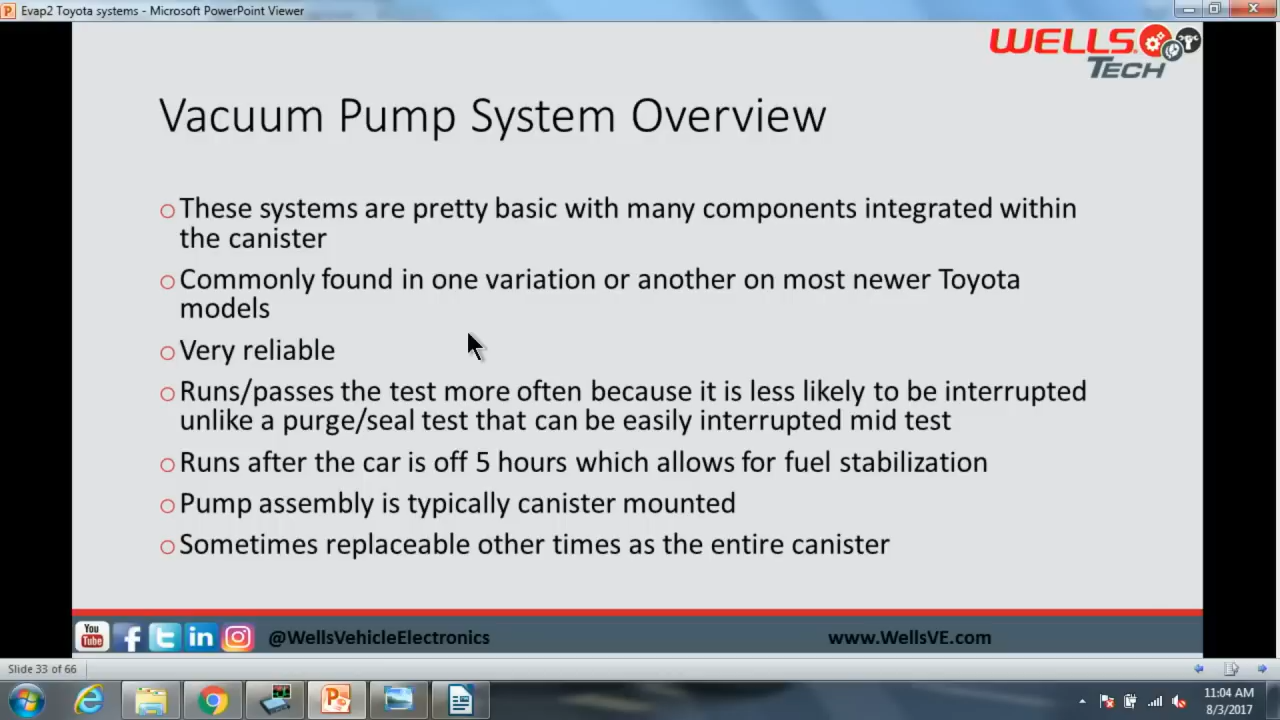 Evap2 Toyota systems - Microsoft PowerPoint Viewer
WELLS
TECH
Vacuum Pump System Overview
These systems are pretty basic with many components integrated within
the canister
Commonly found in one variation or another on most newer Toyota
models
Very reliable
Runs/passes the test more often because it is less likely to be interrupted
unlike a purge/seal test that can be easily interrupted mid test
Runs after the car is off 5 hours which allows for fuel stabilization
Pump assembly is typically canister mounted
Sometimes replaceable other times as the entire canister
You
Tube
@WellsVehicleElectronics
www.WellsVE.com
Slide 33 of 66
11:04 AM
8/3/2017